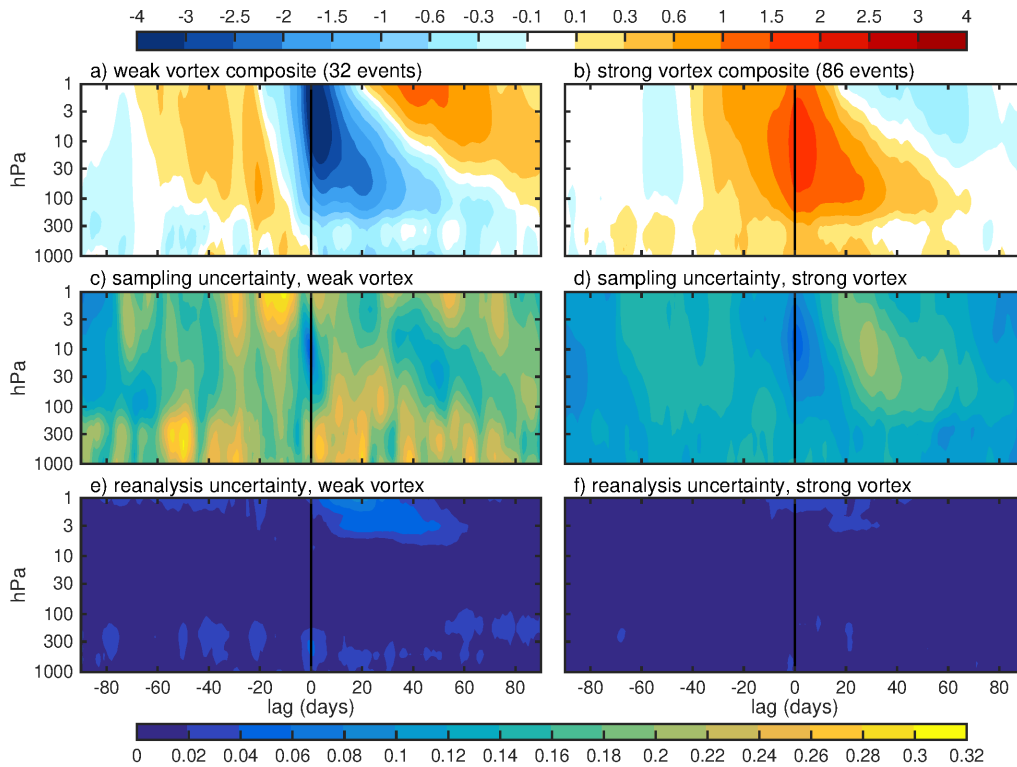 -4 -3 -2.5 -2 -1.5 -1 -0.6 -0.3 -0.1 0.1 0.3 0.6 1 1.5 2 2.5 3 4
a) weak vortex composite (32 events)
b) strong vortex composite (86 events)
hPa
1
3
10
30
100
300
1000
c) sampling uncertainty, weak vortex
d) sampling uncertainty, strong vortex
hPa
1
3
10
30
100
300
1000
e) reanalysis uncertainty, weak vortex
f) reanalysis uncertainty, strong vortex
hPa
1
3
10
30
100
300
1000
-80 -60 -40 -20 0 20 40 60 80
-80 -60 -40 -20 0 20 40 60 80
lag (days)
lag (days)
0 0.02 0.04 0.06 0.08 0.1 0.12 0.14 0.16 0.18 0.2 0.22 0.24 0.26 0.28 0.3 0.32